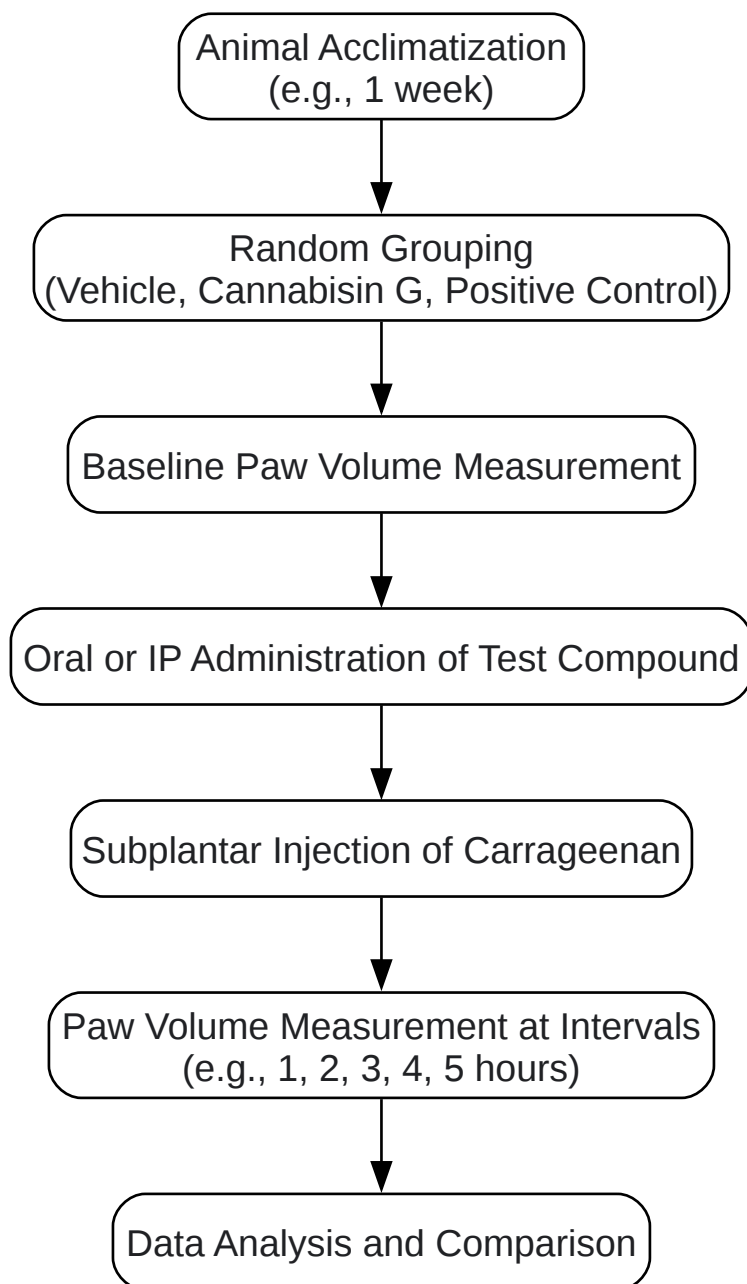 Animal Acclimatization
(e.g., 1 week)
Random Grouping
(Vehicle, Cannabisin G, Positive Control)
Baseline Paw Volume Measurement
Oral or IP Administration of Test Compound
Subplantar Injection of Carrageenan
Paw Volume Measurement at Intervals
(e.g., 1, 2, 3, 4, 5 hours)
Data Analysis and Comparison